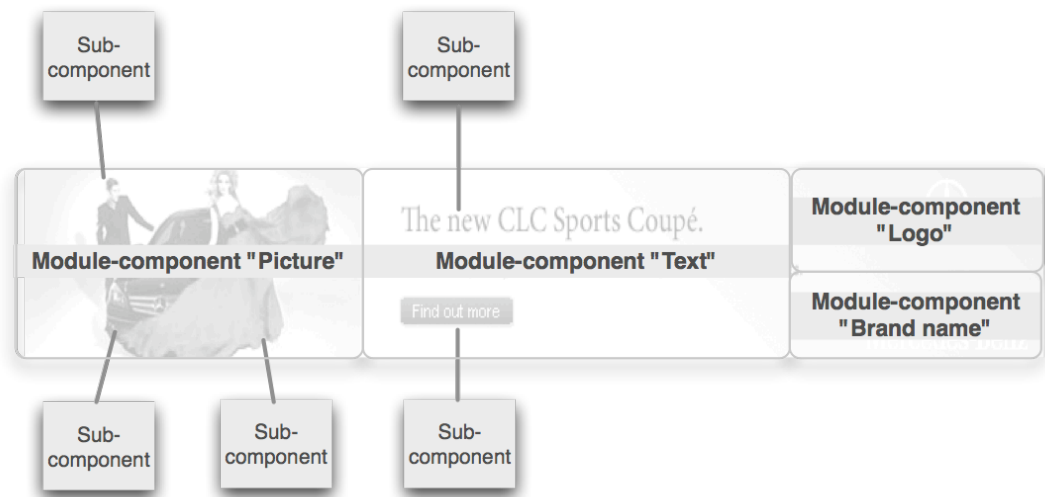 Sub-
component
Sub-
component
The new CLC Sports Coupé.
Module-component "Picture"
Module-component "Text"
Find out more
Module-component
"Logo"
Module-component
"Brand name"
Sub-
component
Sub-
component
Sub-
component